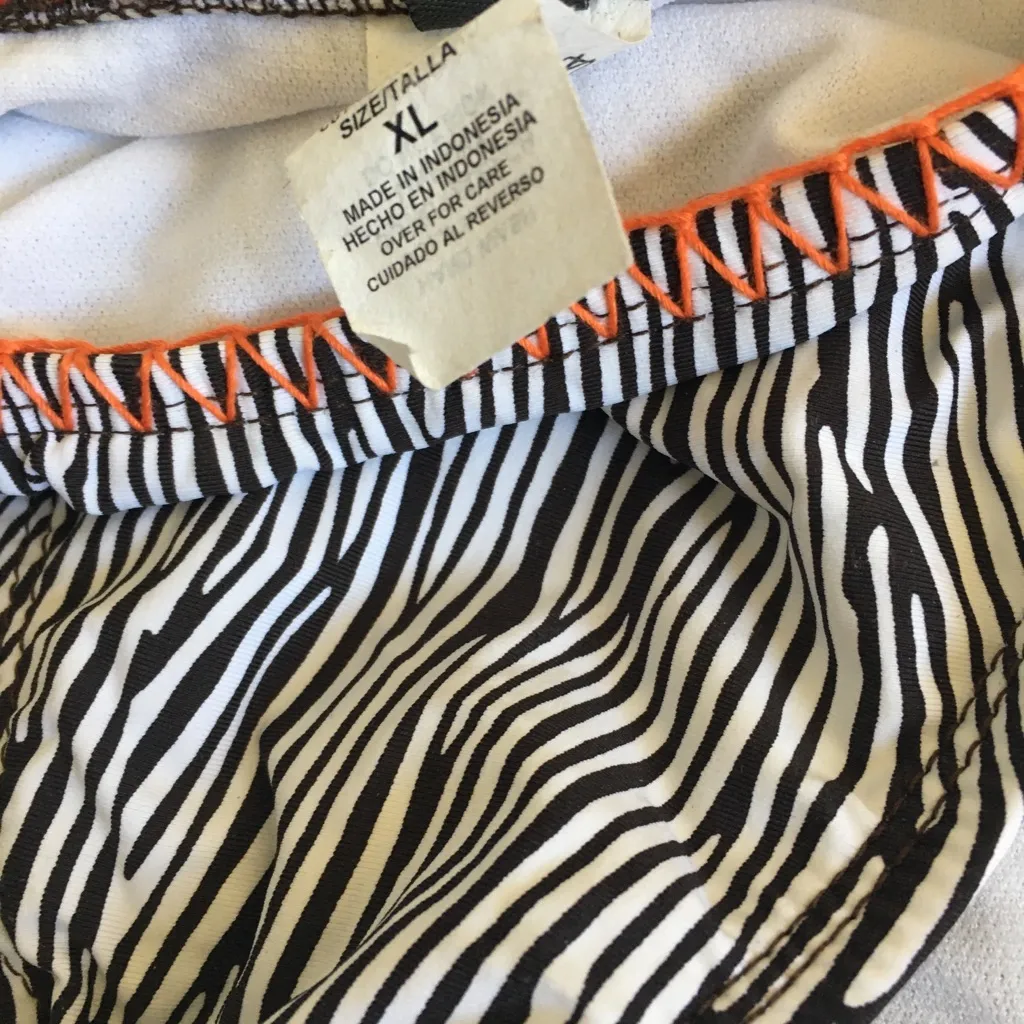 SIZE/TALLA
XL
MADE IN INDONESIA
HECHO EN INDONESIA
OVER FOR CARE
CUIDADO AL REVERSO